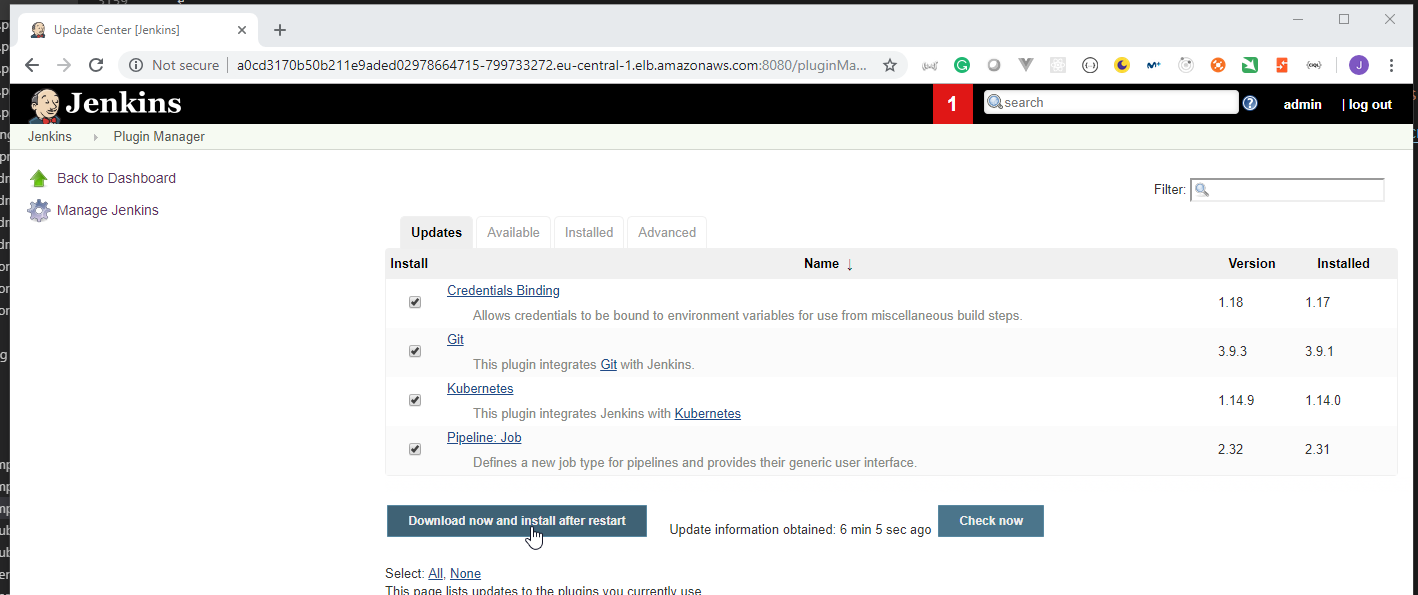 Update Center [Jenkins]
Not secure | a0cd3170b50b211e9aded02978664715-799733272.eu-central-1.elb.amazonaws.com:8080/pluginMa...
J
Jenkins
1
search
admin
| log out
Jenkins
Plugin Manager
Back to Dashboard
Manage Jenkins
Filter:
Updates
Available
Installed
Advanced
Install
Name ↓
Version
Installed
Credentials Binding
Allows credentials to be bound to environment variables for use from miscellaneous build steps.
1.18
1.17
Git
This plugin integrates Git with Jenkins.
3.9.3
3.9.1
Kubernetes
This plugin integrates Jenkins with Kubernetes
1.14.9
1.14.0
Pipeline: Job
Defines a new job type for pipelines and provides their generic user interface.
2.32
2.31
Download now and install after restart
Update information obtained: 6 min 5 sec ago
Check now
Select: All, None
This page lists updates to the plugins you currently use